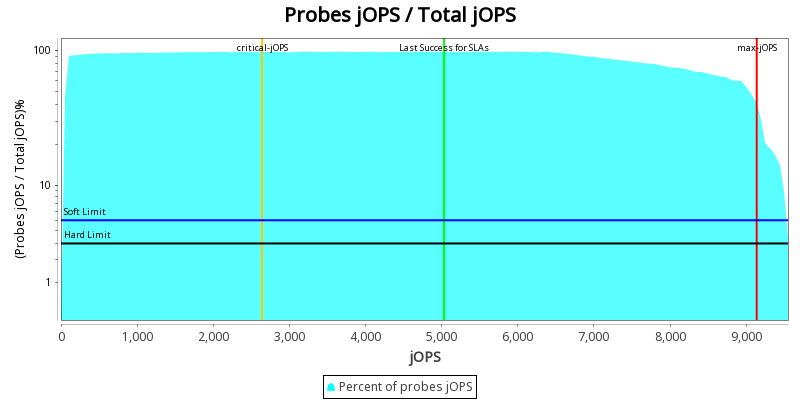 Probes jOPS / Total jOPS
(Probes jOPS / Total jOPS)%
100
10
1
critical-jOPS
Last Success for SLAs
max-jOPS
Soft Limit
Hard Limit
0
1,000
2,000
3,000
4,000
5,000
6,000
7,000
8,000
9,000
jOPS
Percent of probes jOPS